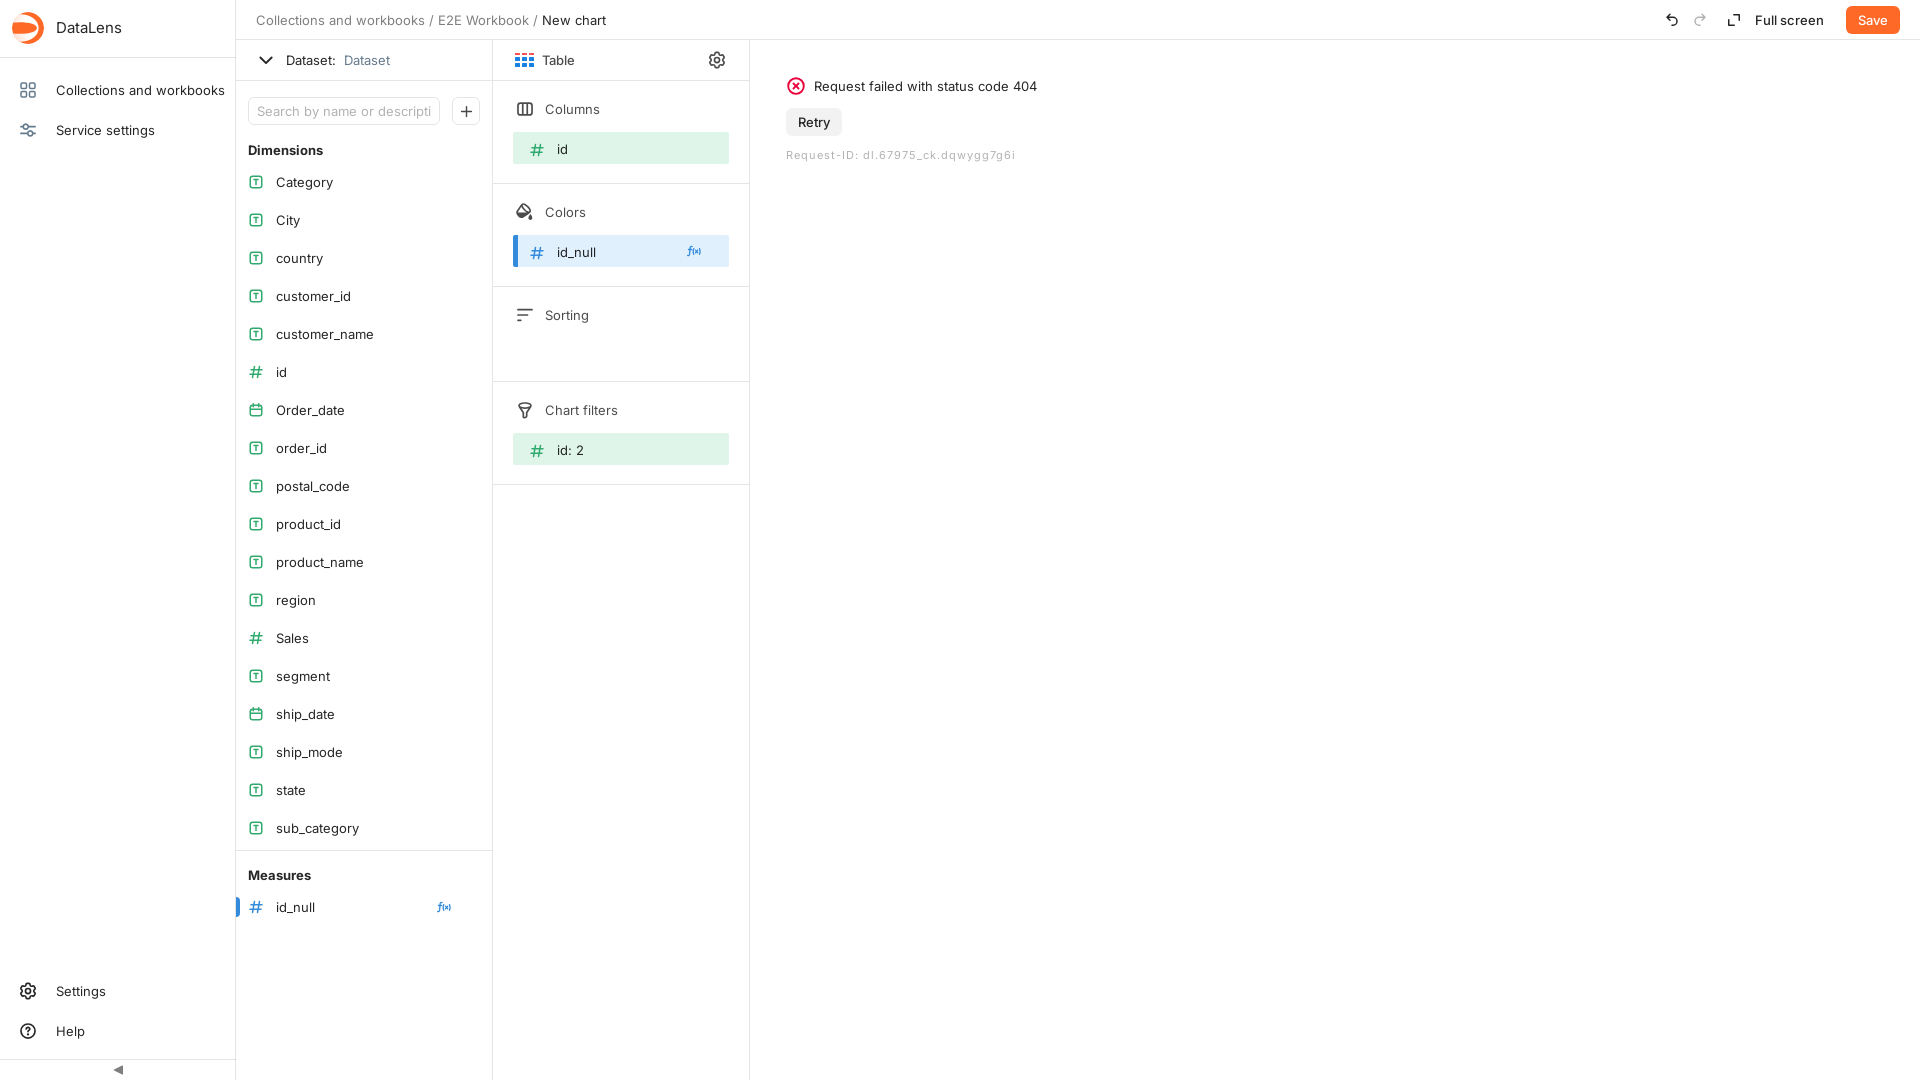 DataLens
Collections and workbooks
Service settings
Settings
Help
Collections and workbooks / E2E Workbook / New chart
Full screen
Save
Dataset: Dataset
Search by name or descripti
Dimensions
Category
City
country
customer_id
customer_name
id
Order_date
order_id
postal_code
product_id
product_name
region
Sales
segment
ship_date
ship_mode
state
sub_category
Measures
id_null
Table
Columns
id
Colors
id_null
Sorting
Chart filters
id: 2
Request failed with status code 404
Retry
Request-ID: dl.67975_ck.dqwygg7g6i